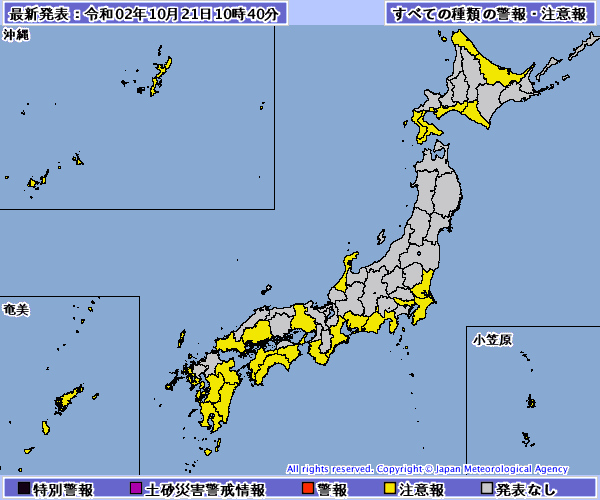 最新発表：令和02年10月21日10時40分
すべての種類の警報・注意報
沖縄
奄美
小笠原
All rights reserved. Copyright © Japan Meteorological Agency
特別警報
土砂災害警戒情報
警報
注意報
発表なし